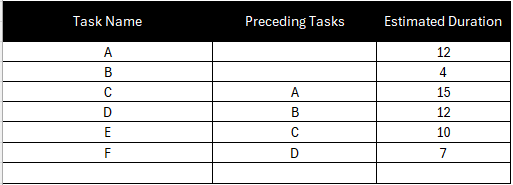 Task Name Preceding Tasks Estimated Duration
A 12
B 4
C A 15
D B 12
E C 10
F D 7